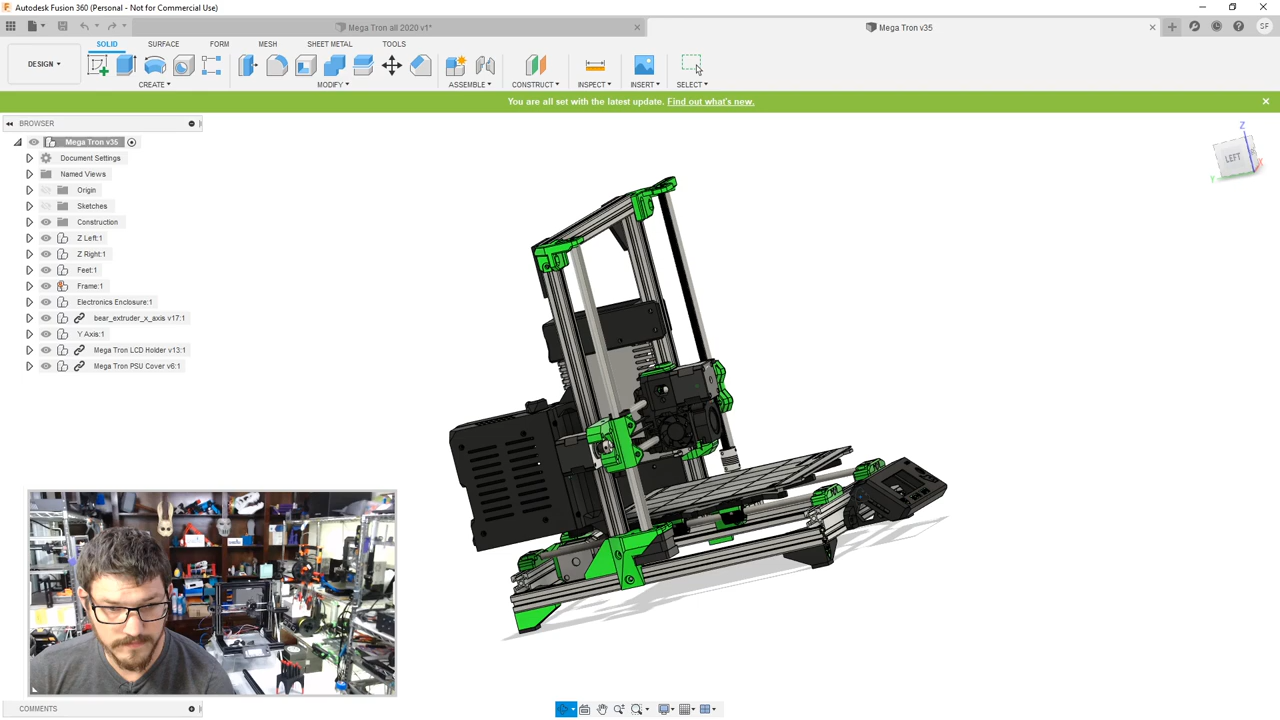 Autodesk Fusion 360 (Personal - Not for Commercial Use)
Mega Tron all 2020 v1*
Mega Tron v35
SF
SOLID
SURFACE
FORM
MESH
SHEET METAL
TOOLS
DESIGN
CREATE
MODIFY
ASSEMBLE
CONSTRUCT
INSPECT
INSERT
SELECT
You are all set with the latest update. Find out what's new.
BROWSER
Mega Tron v35
Document Settings
Named Views
Origin
Sketches
Construction
Z Left:1
Z Right:1
Feet:1
Frame:1
Electronics Enclosure:1
bear_extruder_x_axis v17:1
Y Axis:1
Mega Tron LCD Holder v13:1
Mega Tron PSU Cover v6:1
Z
LEFT
X
Y
COMMENTS